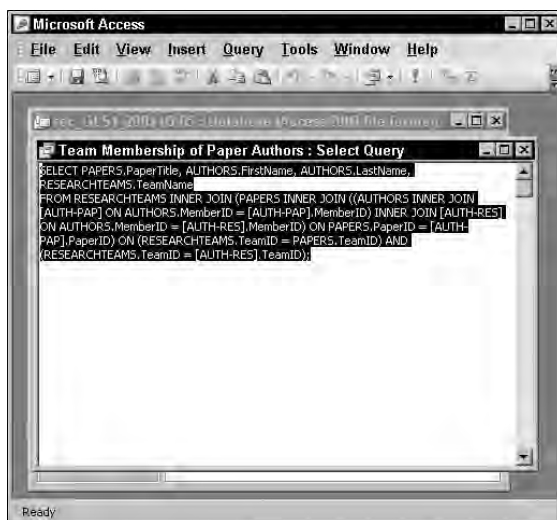 Microsoft Access
File Edit View Insert Query Tools Window Help
Team Membership of Paper Authors : Select Query
SELECT PAPERS.PaperTitle, AUTHORS.FirstName, AUTHORS.LastName,
RESEARCHTEAMS.TeamName
FROM RESEARCHTEAMS INNER JOIN (PAPERS INNER JOIN ((AUTHORS INNER JOIN
[AUTH-PAP] ON AUTHORS.MemberID = [AUTH-PAP].MemberID) INNER JOIN [AUTH-RES]
ON AUTHORS.MemberID = [AUTH-RES].MemberID) ON PAPERS.PaperID = [AUTH-
PAP].PaperID) ON (RESEARCHTEAMS.TeamID = PAPERS.TeamID) AND
(RESEARCHTEAMS.TeamID = [AUTH-RES].TeamID);
Ready